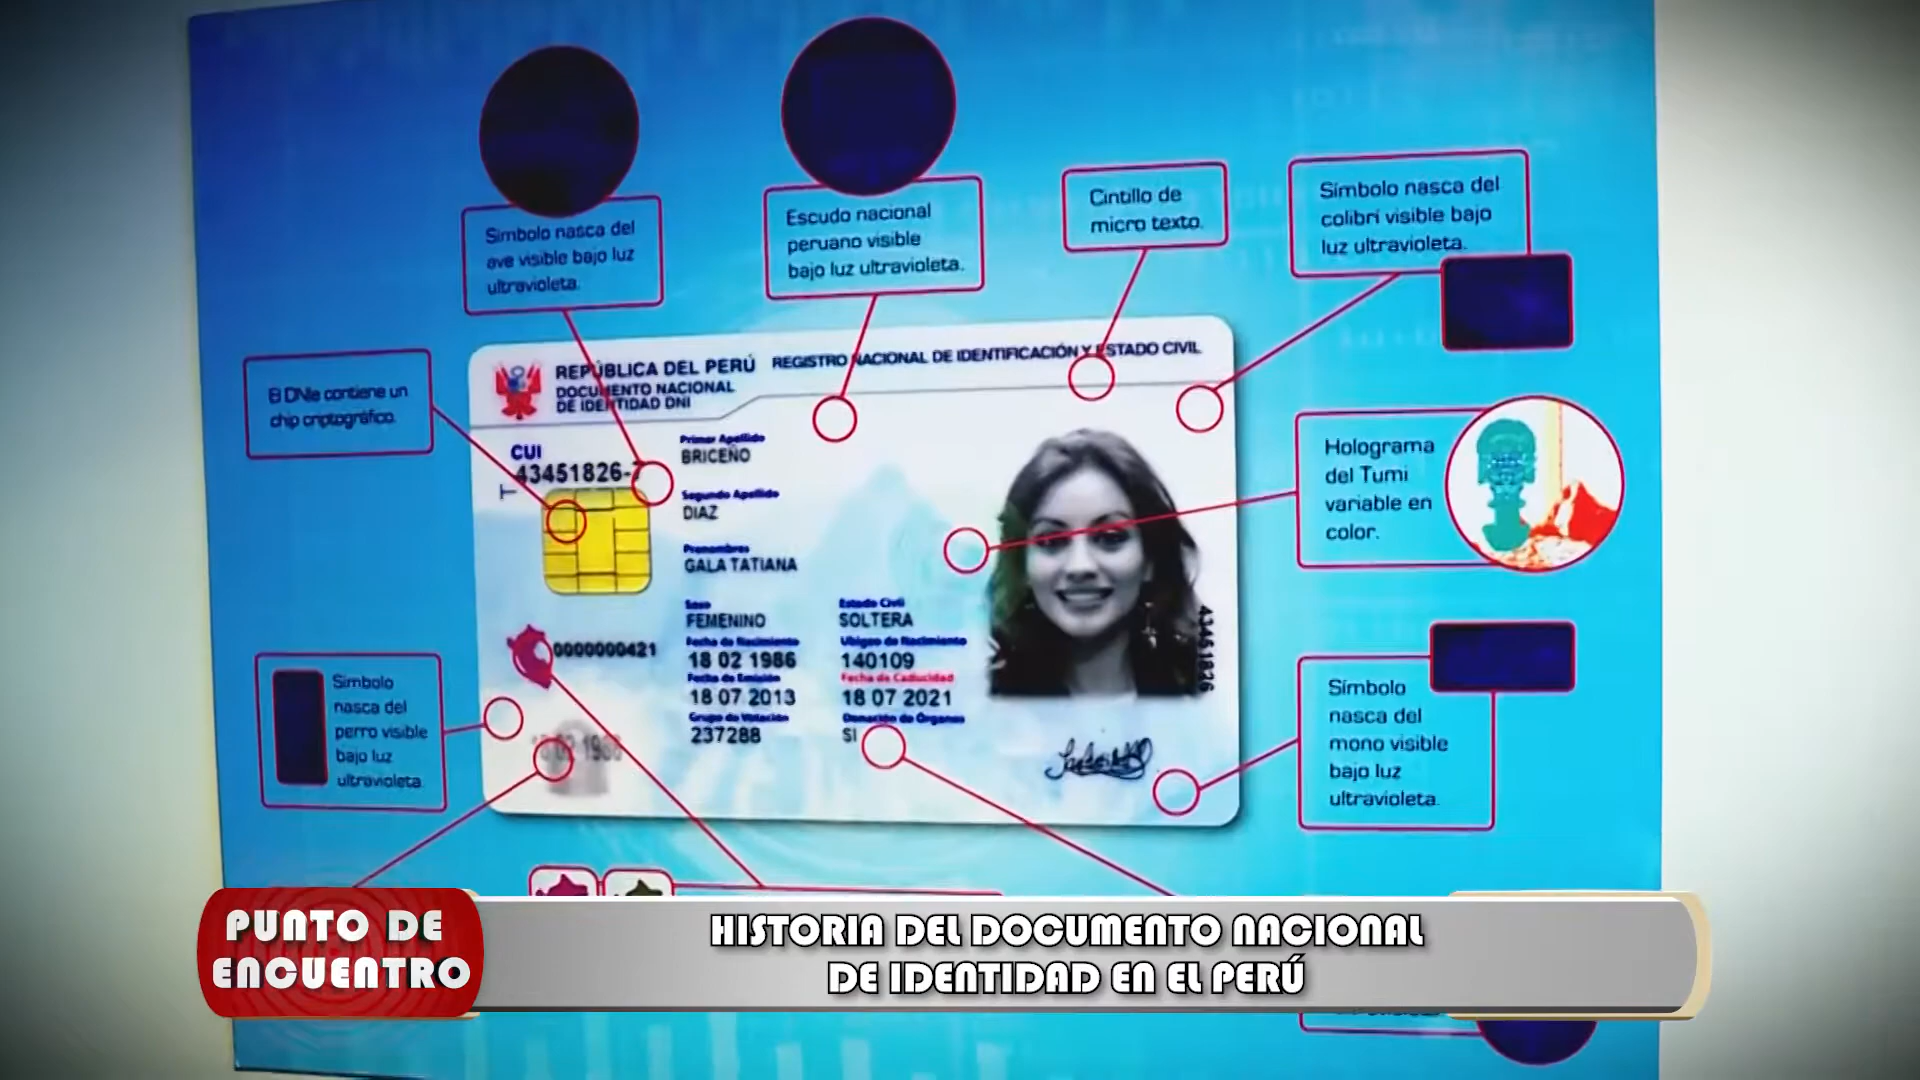 Símbolo nasca del
ave visible bajo luz
ultravioleta.
Escudo nacional
peruano visible
bajo luz ultravioleta.
Cintillo de
micro texto.
Símbolo nasca del
colibrí visible bajo
luz ultravioleta.
El DNIe contiene un
chip criptográfico.
REPÚBLICA DEL PERÚ
DOCUMENTO NACIONAL
DE IDENTIDAD DNI
REGISTRO NACIONAL DE IDENTIFICACIÓN Y ESTADO CIVIL
CUI
43451826-7
Primer Apellido
BRICEÑO
Segundo Apellido
DIAZ
Prenombres
GALA TATIANA
Sexo
FEMENINO
Estado Civil
SOLTERA
Fecha de Nacimiento
18 02 1986
Ubigeo de Nacimiento
140109
Fecha de Emisión
18 07 2013
Fecha de Caducidad
18 07 2021
Grupo de Votación
237288
Donación de Órganos
SI
0000000421
43451826
Holograma
del Tumi
variable en
color.
Símbolo
nasca del
perro visible
bajo luz
ultravioleta.
Símbolo
nasca del
mono visible
bajo luz
ultravioleta.
PUNTO DE
ENCUENTRO
HISTORIA DEL DOCUMENTO NACIONAL
DE IDENTIDAD EN EL PERÚ